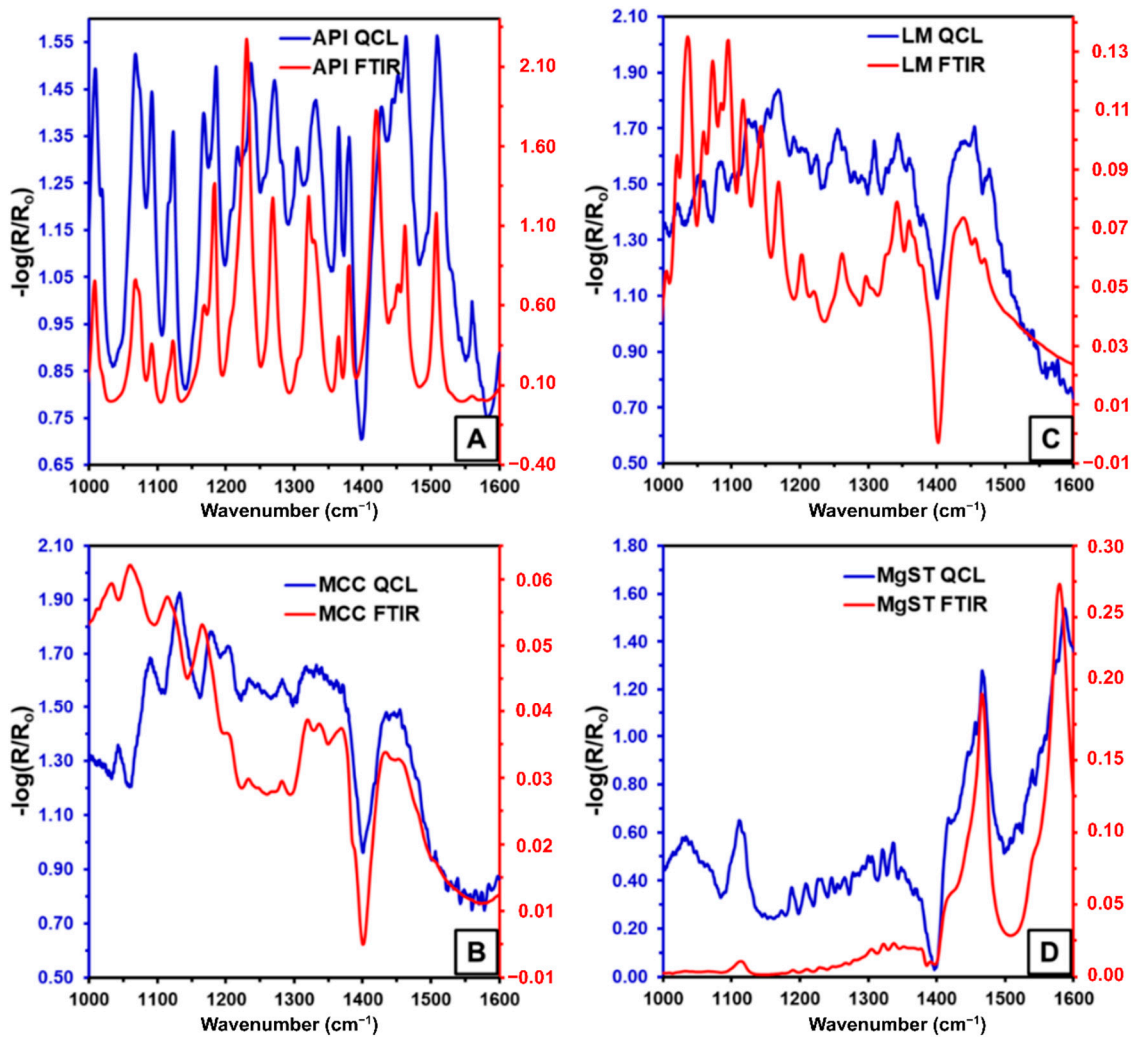 API QCL
API FTIR
1.55
1.45
1.35
1.25
1.15
1.05
0.95
0.85
0.75
0.65
2.10
1.60
1.10
0.60
0.10
−0.40
-log(R/Ro)
A
1000 1100 1200 1300 1400 1500 1600
Wavenumber (cm−1)
LM QCL
LM FTIR
2.10
1.90
1.70
1.50
1.30
1.10
0.90
0.70
0.50
0.13
0.11
0.09
0.07
0.05
0.03
0.01
−0.01
-log(R/Ro)
C
1000 1100 1200 1300 1400 1500 1600
Wavenumber (cm−1)
MCC QCL
MCC FTIR
2.10
1.90
1.70
1.50
1.30
1.10
0.90
0.70
0.50
0.06
0.05
0.04
0.03
0.02
0.01
−0.01
-log(R/Ro)
B
1000 1100 1200 1300 1400 1500 1600
Wavenumber (cm−1)
MgST QCL
MgST FTIR
1.80
1.60
1.40
1.20
1.00
0.80
0.60
0.40
0.20
0.00
0.30
0.25
0.20
0.15
0.10
0.05
0.00
-log(R/Ro)
D
1000 1100 1200 1300 1400 1500 1600
Wavenumber (cm−1)